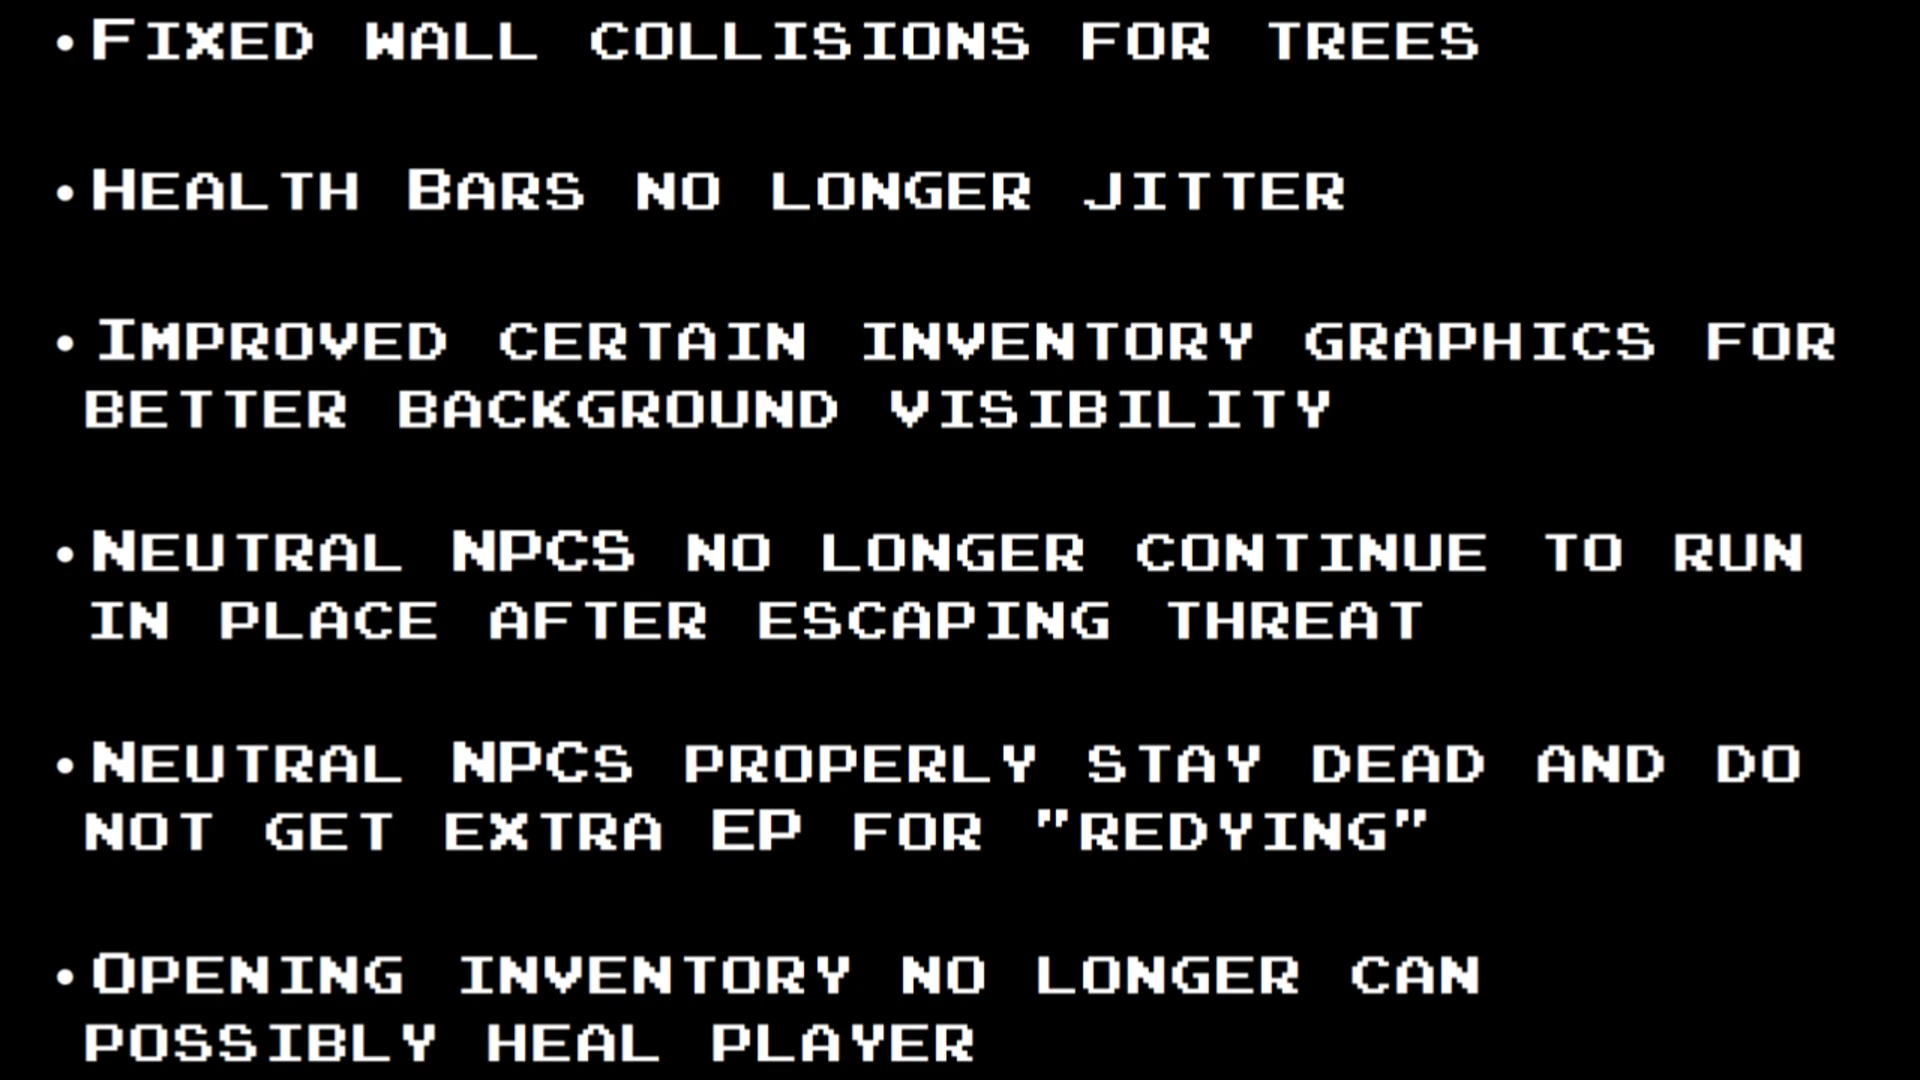 •Fixed wall collisions for trees
•Health Bars no longer jitter
•Improved certain inventory graphics for
better background visibility
•Neutral NPCS no longer continue to run
in place after escaping threat
•Neutral NPCs properly stay dead and do
not get extra EP for "redying"
•Opening inventory no longer can
possibly heal player